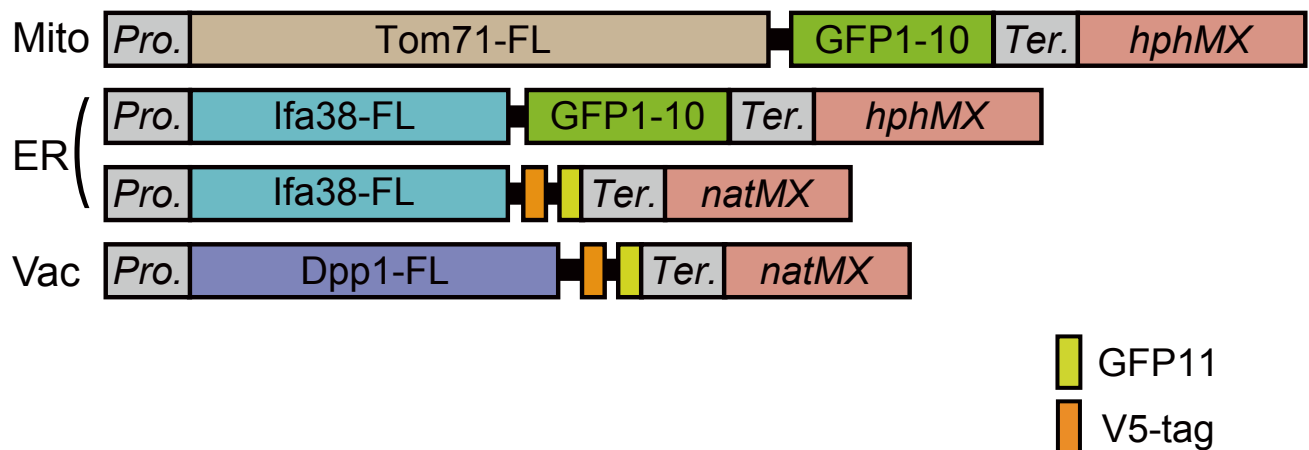 Mito Pro. Tom71-FL GFP1-10 Ter. hphMX
ER
Pro. Ifa38-FL GFP1-10 Ter. hphMX
Pro. Ifa38-FL Ter. natMX
Vac Pro. Dpp1-FL Ter. natMX
GFP11
V5-tag